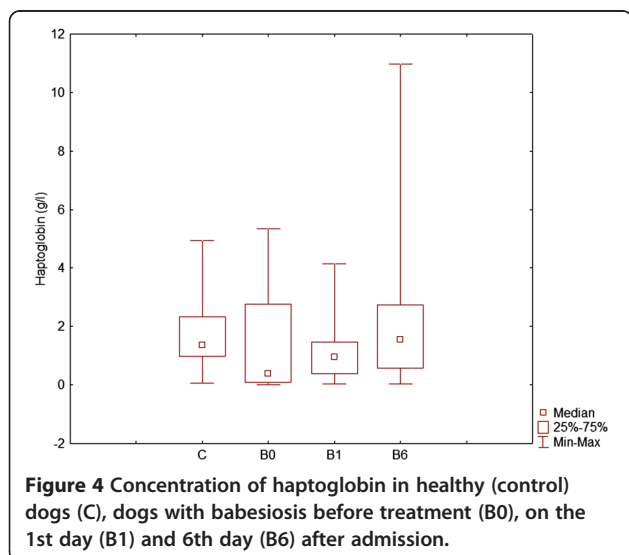 12
10
8
6
4
2
0
-2
Haptoglobin (g/l)
C B0 B1 B6
Median
25%-75%
Min-Max
Figure 4 Concentration of haptoglobin in healthy (control)
dogs (C), dogs with babesiosis before treatment (B0), on the
1st day (B1) and 6th day (B6) after admission.